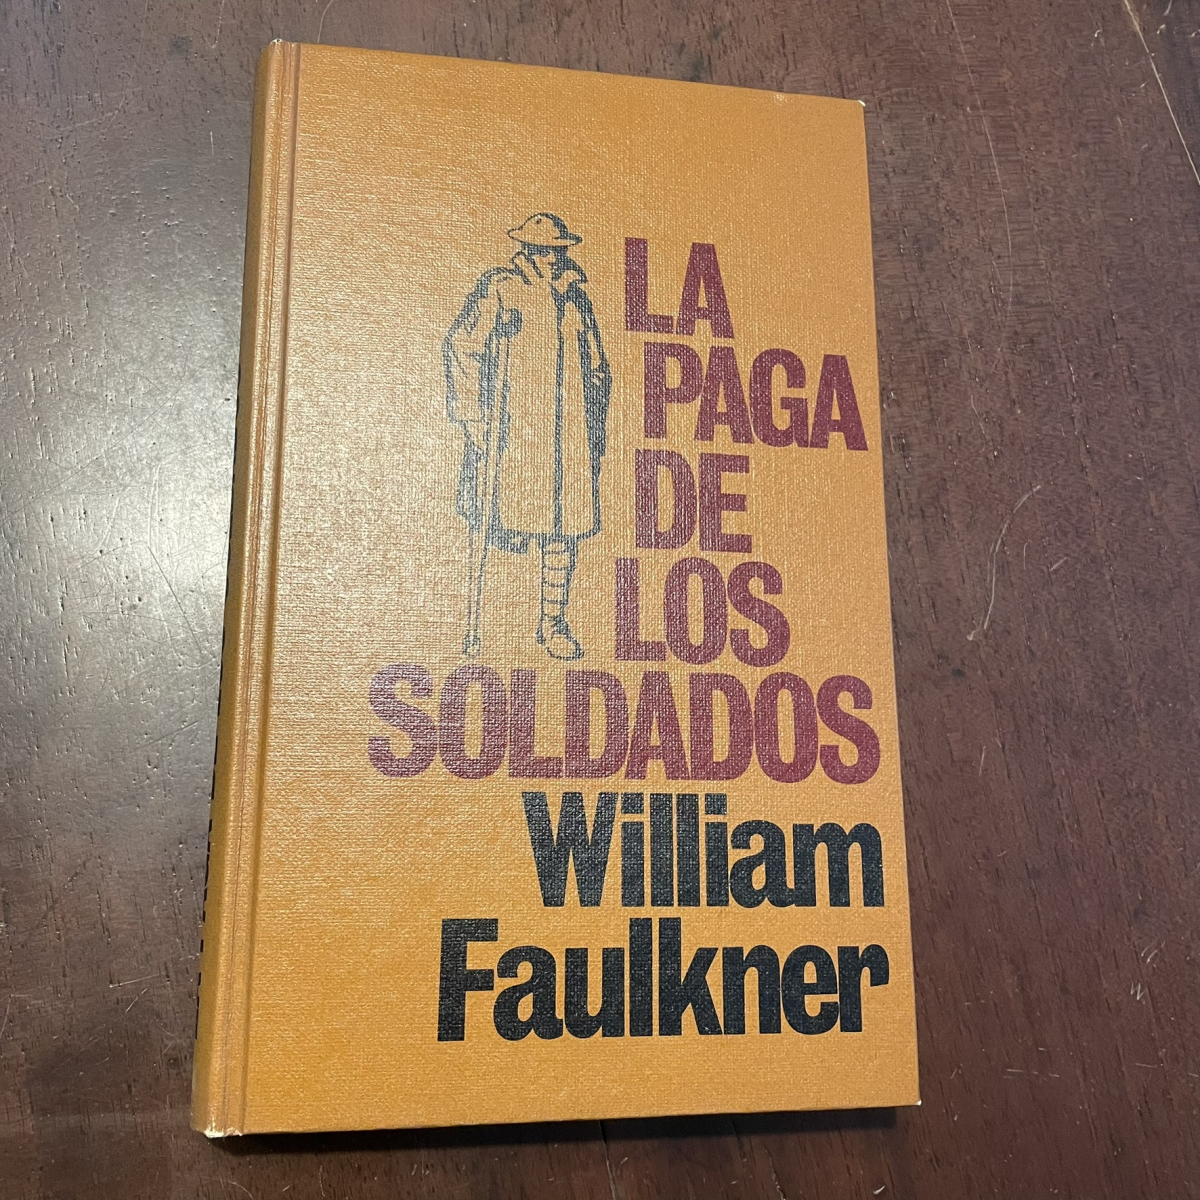 LA
PAGA
DE
LOS
SOLDADOS
William
Faulkner